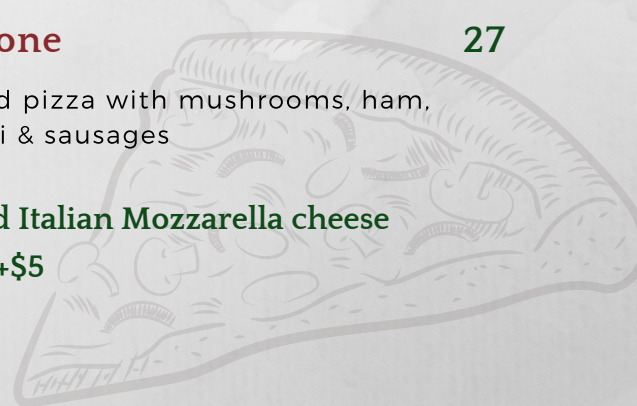 one 27
d pizza with mushrooms, ham,
i & sausages
d Italian Mozzarella cheese
+$5